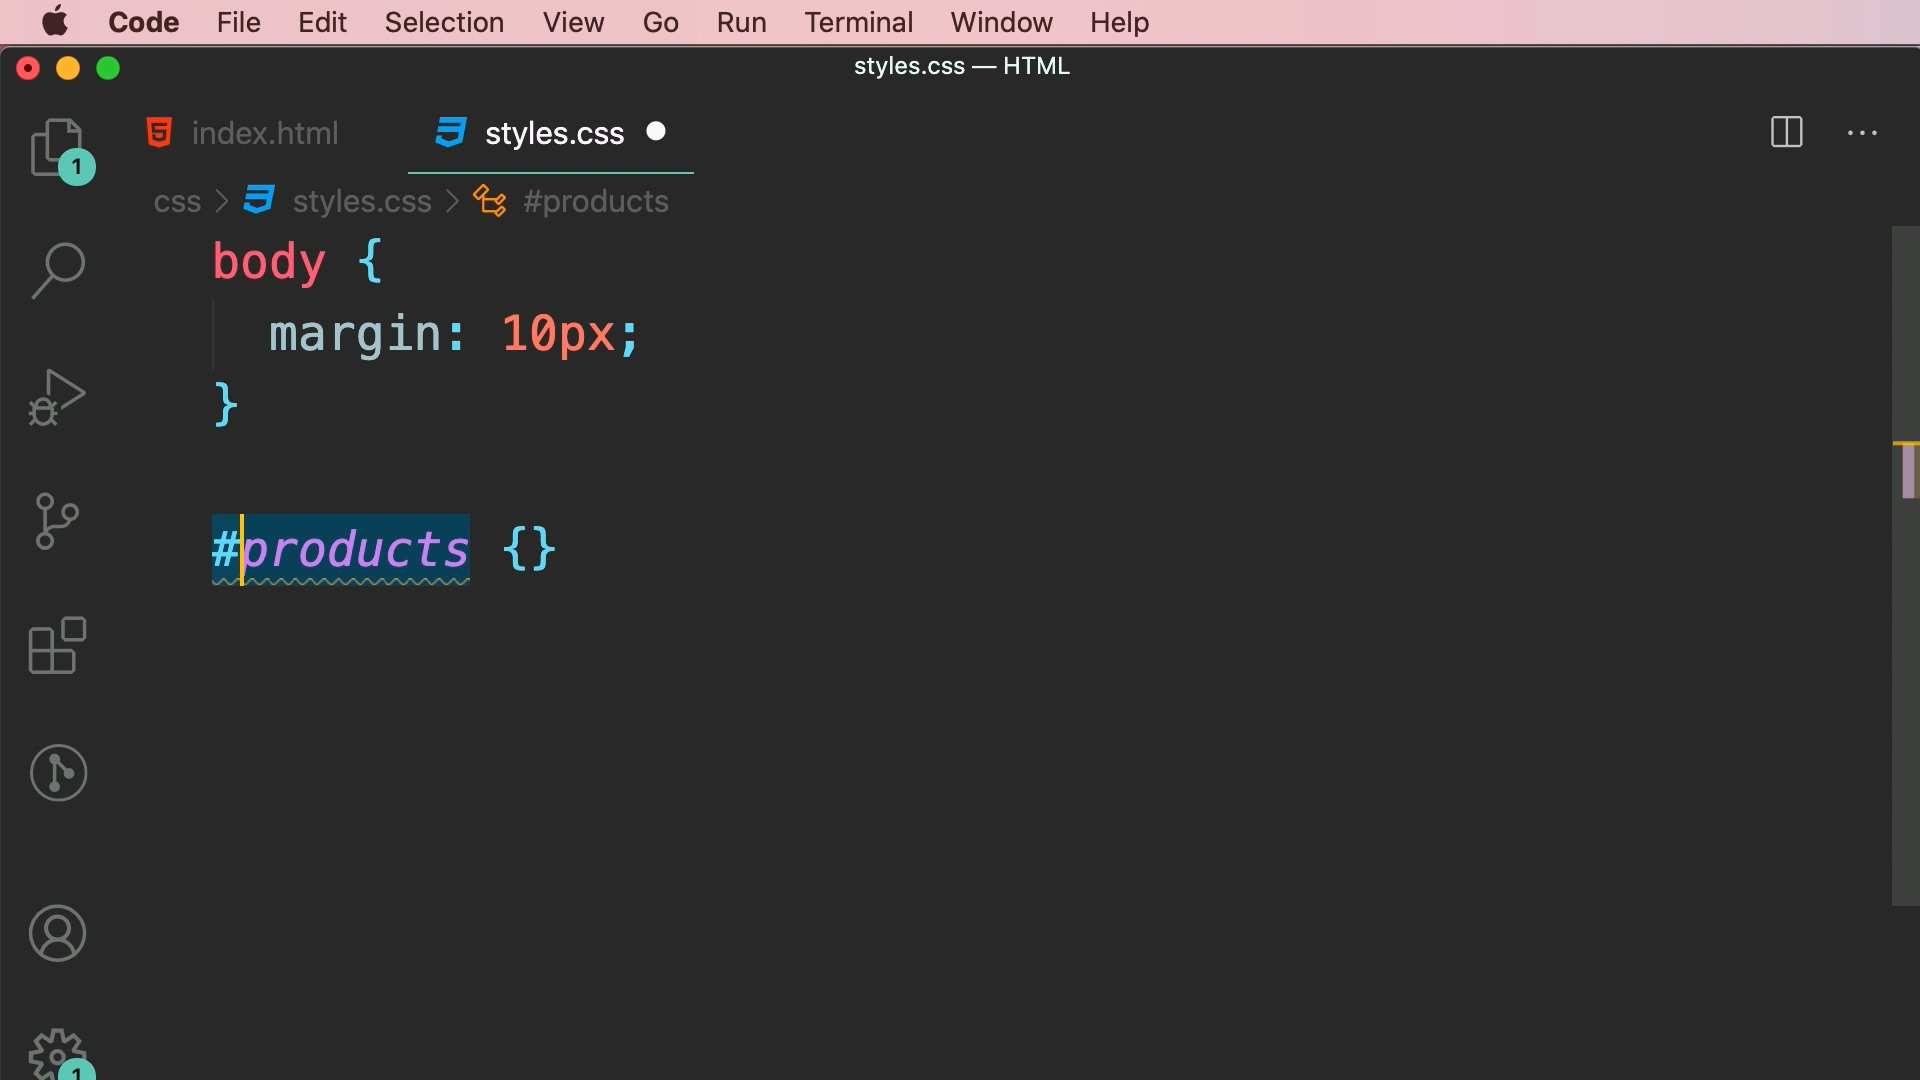 Code File Edit Selection View Go Run Terminal Window Help
styles.css — HTML
index.html styles.css
css > styles.css > #products
1
body {
margin: 10px;
}
#products {}
1